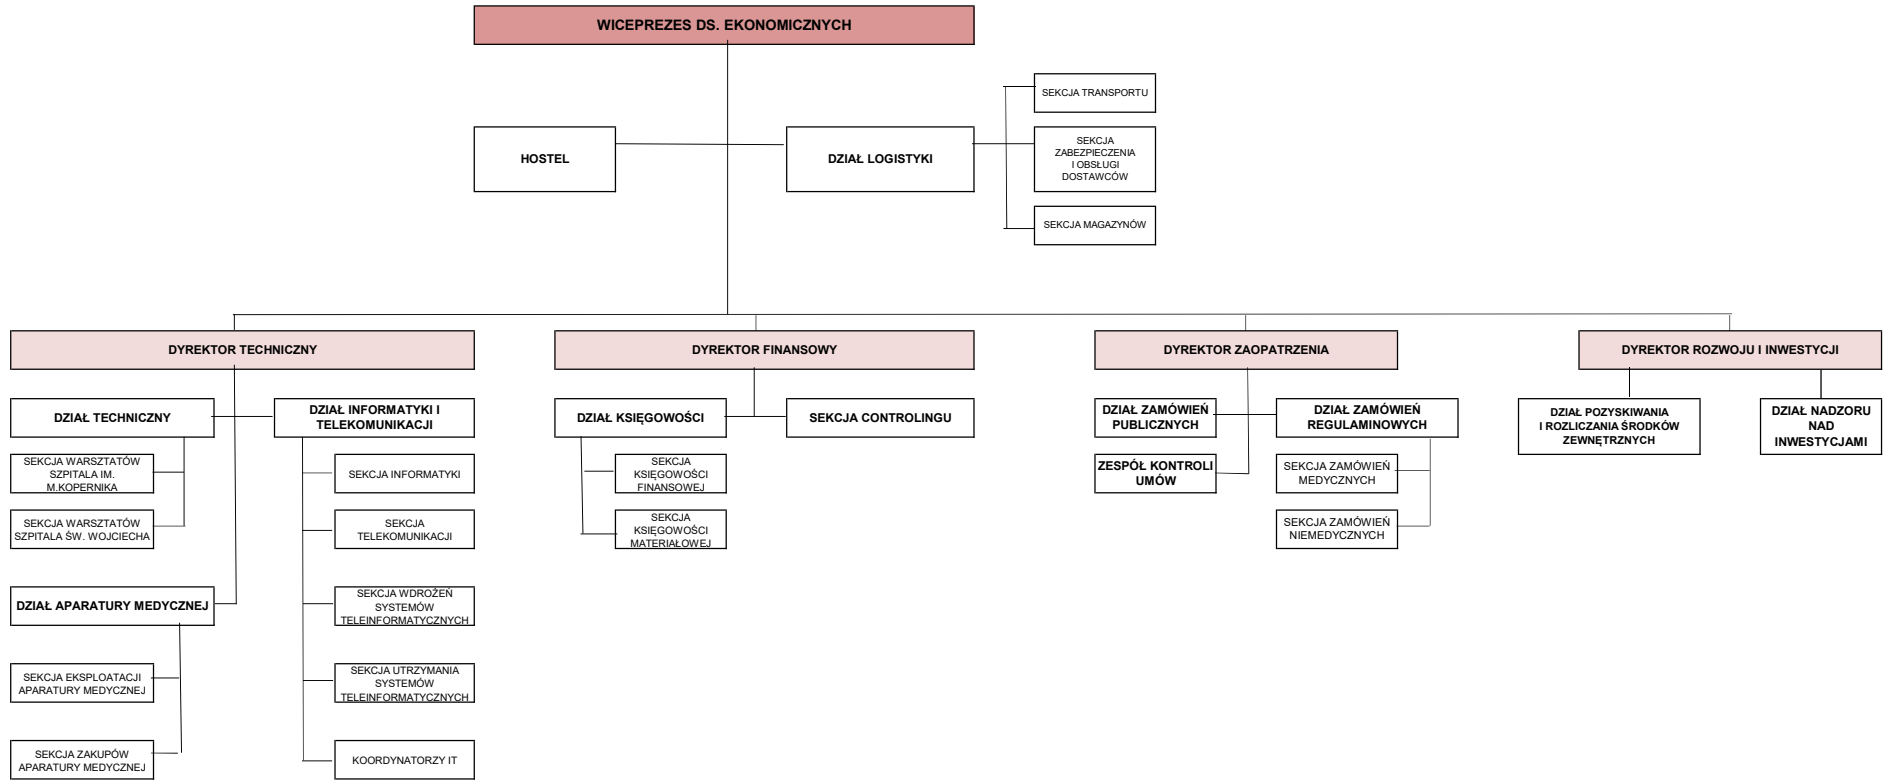 WICEPREZES DS. EKONOMICZNYCH
SEKCJA TRANSPORTU
HOSTEL
DZIAŁ LOGISTYKI
SEKCJA
ZABEZPIECZENIA
I OBSŁUGI
DOSTAWCÓW
SEKCJA MAGAZYNÓW
DYREKTOR TECHNICZNY
DYREKTOR FINANSOWY
DYREKTOR ZAOPATRZENIA
DYREKTOR ROZWOJU I INWESTYCJI
DZIAŁ TECHNICZNY
DZIAŁ INFORMATYKI I
TELEKOMUNIKACJI
DZIAŁ KSIĘGOWOŚCI
SEKCJA CONTROLINGU
DZIAŁ ZAMÓWIEŃ
PUBLICZNYCH
DZIAŁ ZAMÓWIEŃ
REGULAMINOWYCH
DZIAŁ POZYSKIWANIA
I ROZLICZANIA ŚRODKÓW
ZEWNĘTRZNYCH
DZIAŁ NADZORU
NAD
INWESTYCJAMI
SEKCJA WARSZTATÓW
SZPITALA IM.
M.KOPERNIKA
SEKCJA INFORMATYKI
SEKCJA
KSIĘGOWOŚCI
FINANSOWEJ
ZESPÓŁ KONTROLI
UMÓW
SEKCJA ZAMÓWIEŃ
MEDYCZNYCH
SEKCJA WARSZTATÓW
SZPITALA ŚW. WOJCIECHA
SEKCJA
TELEKOMUNIKACJI
SEKCJA
KSIĘGOWOŚCI
MATERIAŁOWEJ
SEKCJA ZAMÓWIEŃ
NIEMEDYCZNYCH
DZIAŁ APARATURY MEDYCZNEJ
SEKCJA WDROŻEŃ
SYSTEMÓW
TELEINFORMATYCZNYCH
SEKCJA EKSPLOATACJI
APARATURY MEDYCZNEJ
SEKCJA UTRZYMANIA
SYSTEMÓW
TELEINFORMATYCZNYCH
SEKCJA ZAKUPÓW
APARATURY MEDYCZNEJ
KOORDYNATORZY IT